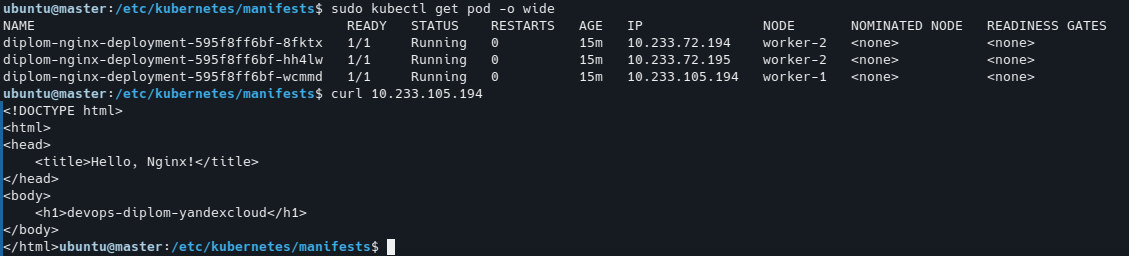 ubuntu@master:/etc/kubernetes/manifests$ sudo kubectl get pod -o wide
NAME                                 READY   STATUS    RESTARTS   AGE   IP               NODE       NOMINATED NODE   READINESS GATES
diplom-nginx-deployment-595f8ff6bf-8fktx   1/1     Running   0          15m   10.233.72.194    worker-2   <none>           <none>
diplom-nginx-deployment-595f8ff6bf-hh4lw   1/1     Running   0          15m   10.233.72.195    worker-2   <none>           <none>
diplom-nginx-deployment-595f8ff6bf-wcmmd   1/1     Running   0          15m   10.233.105.194   worker-1   <none>           <none>
ubuntu@master:/etc/kubernetes/manifests$ curl 10.233.105.194
<!DOCTYPE html>
<html>
<head>
    <title>Hello, Nginx!</title>
</head>
<body>
    <h1>devops-diplom-yandexcloud</h1>
</body>
</html>ubuntu@master:/etc/kubernetes/manifests$